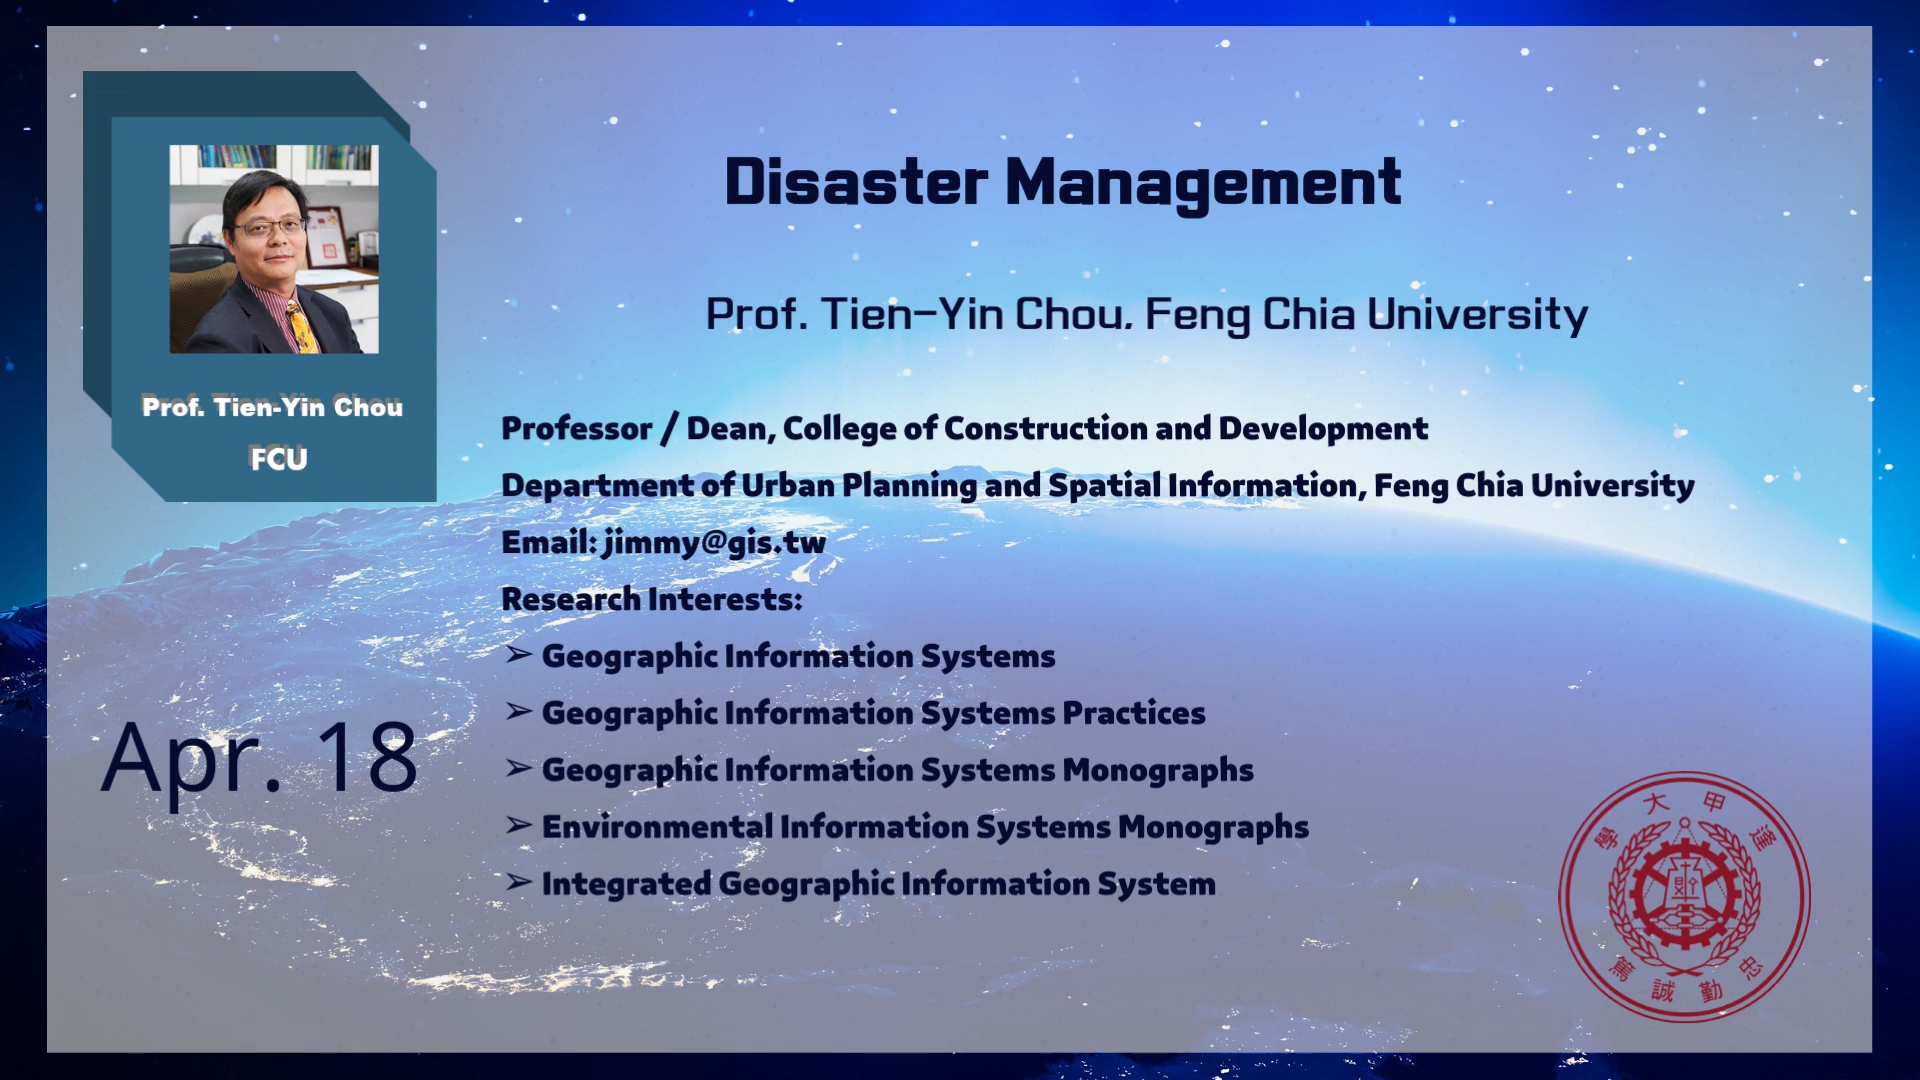 Disaster Management
Prof. Tien-Yin Chou, Feng Chia University
Prof. Tien-Yin Chou
FCU
Professor / Dean, College of Construction and Development
Department of Urban Planning and Spatial Information, Feng Chia University
Email: jimmy@gis.tw
Research Interests:
➢ Geographic Information Systems
➢ Geographic Information Systems Practices
➢ Geographic Information Systems Monographs
➢ Environmental Information Systems Monographs
➢ Integrated Geographic Information System
Apr. 18
逢甲大學
忠勤誠篤